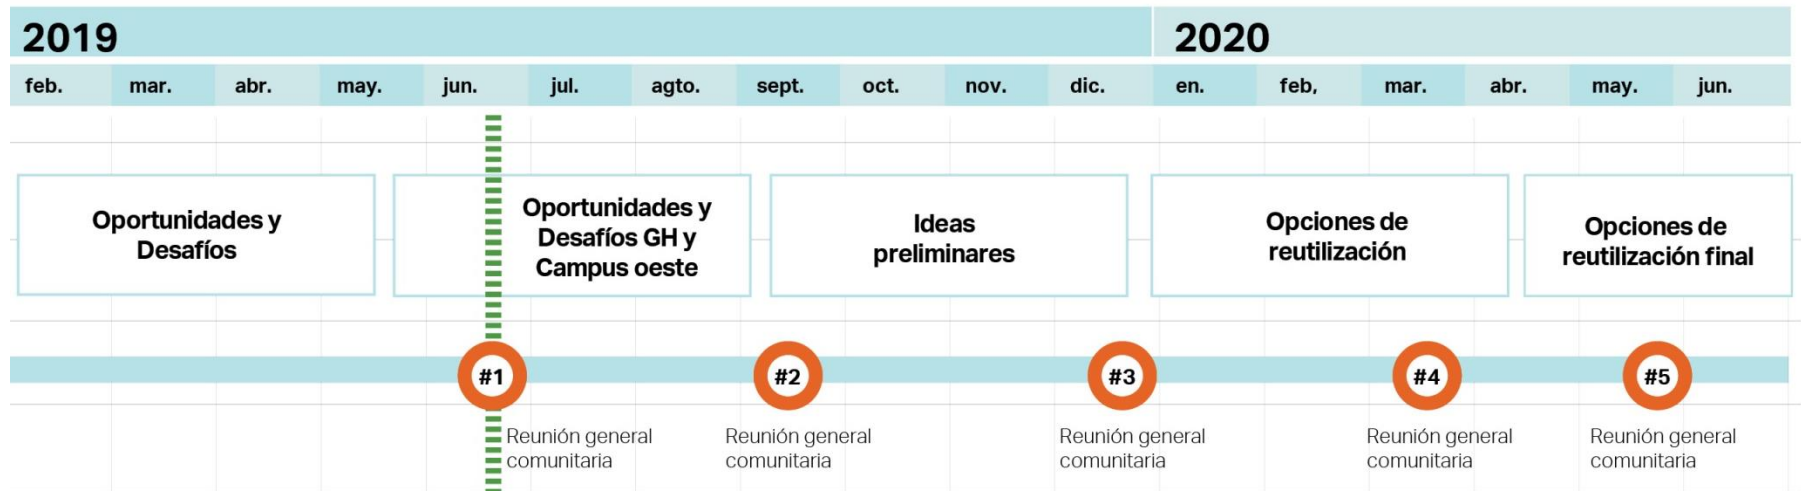 2019
2020
feb.
mar.
abr.
may.
jun.
jul.
agto.
sept.
oct.
nov.
dic.
en.
feb,
mar.
abr.
may.
jun.
Oportunidades y
Desafíos
Oportunidades y
Desafíos GH y
Campus oeste
Ideas
preliminares
Opciones de
reutilización
Opciones de
reutilización final
#1
#2
#3
#4
#5
Reunión general
comunitaria
Reunión general
comunitaria
Reunión general
comunitaria
Reunión general
comunitaria
Reunión general
comunitaria